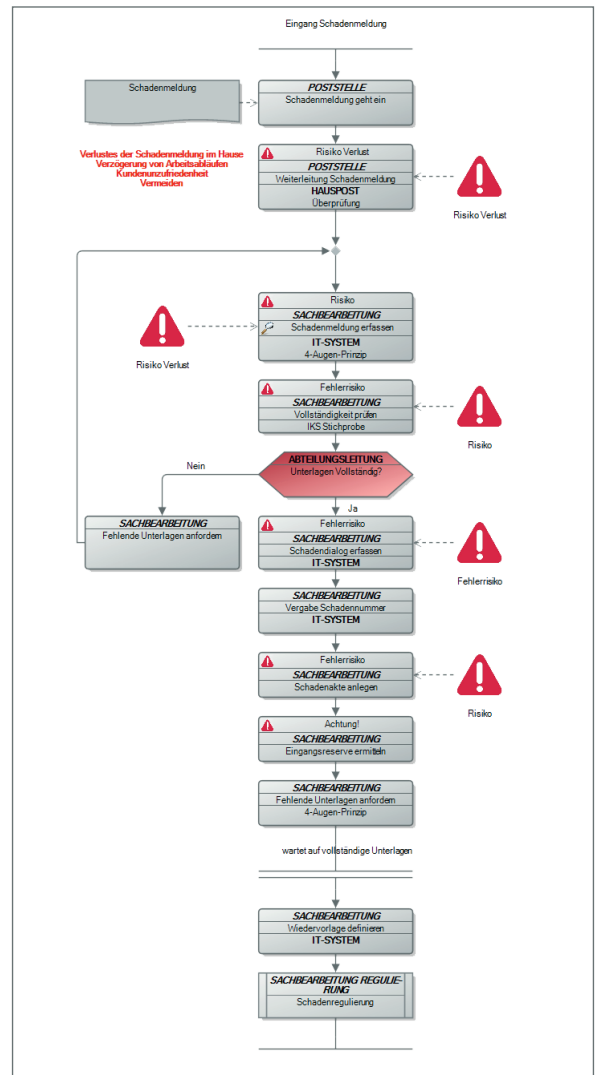 Eingang Schadenmeldung
Schadenmeldung
POSTSTELLE
Schadenmeldung geht ein
Verlustes der Schadenmeldung im Hause
Verzögerung von Arbeitsabläufen
Kundenunzufriedenheit
Vermeiden
Risiko Verlust
POSTSTELLE
Weiterleitung Schadenmeldung
HAUSPOST
Überprüfung
Risiko Verlust
Risiko
SACHBEARBEITUNG
Schadenmeldung erfassen
IT-SYSTEM
4-Augen-Prinzip
Risiko Verlust
Fehlerrisiko
SACHBEARBEITUNG
Vollständigkeit prüfen
IKS Stichprobe
Risiko
ABTEILUNGSLEITUNG
Unterlagen Vollständig?
Nein
Ja
SACHBEARBEITUNG
Fehlende Unterlagen anfordern
Fehlerrisiko
SACHBEARBEITUNG
Schadendialog erfassen
IT-SYSTEM
Fehlerrisiko
SACHBEARBEITUNG
Vergabe Schadennummer
IT-SYSTEM
Fehlerrisiko
SACHBEARBEITUNG
Schadenakte anlegen
Risiko
Achtung!
SACHBEARBEITUNG
Eingangsreserve ermitteln
SACHBEARBEITUNG
Fehlende Unterlagen anfordern
4-Augen-Prinzip
wartet auf vollständige Unterlagen
SACHBEARBEITUNG
Wiedervorlage definieren
IT-SYSTEM
SACHBEARBEITUNG REGULIE-
RUNG
Schadenregulierung